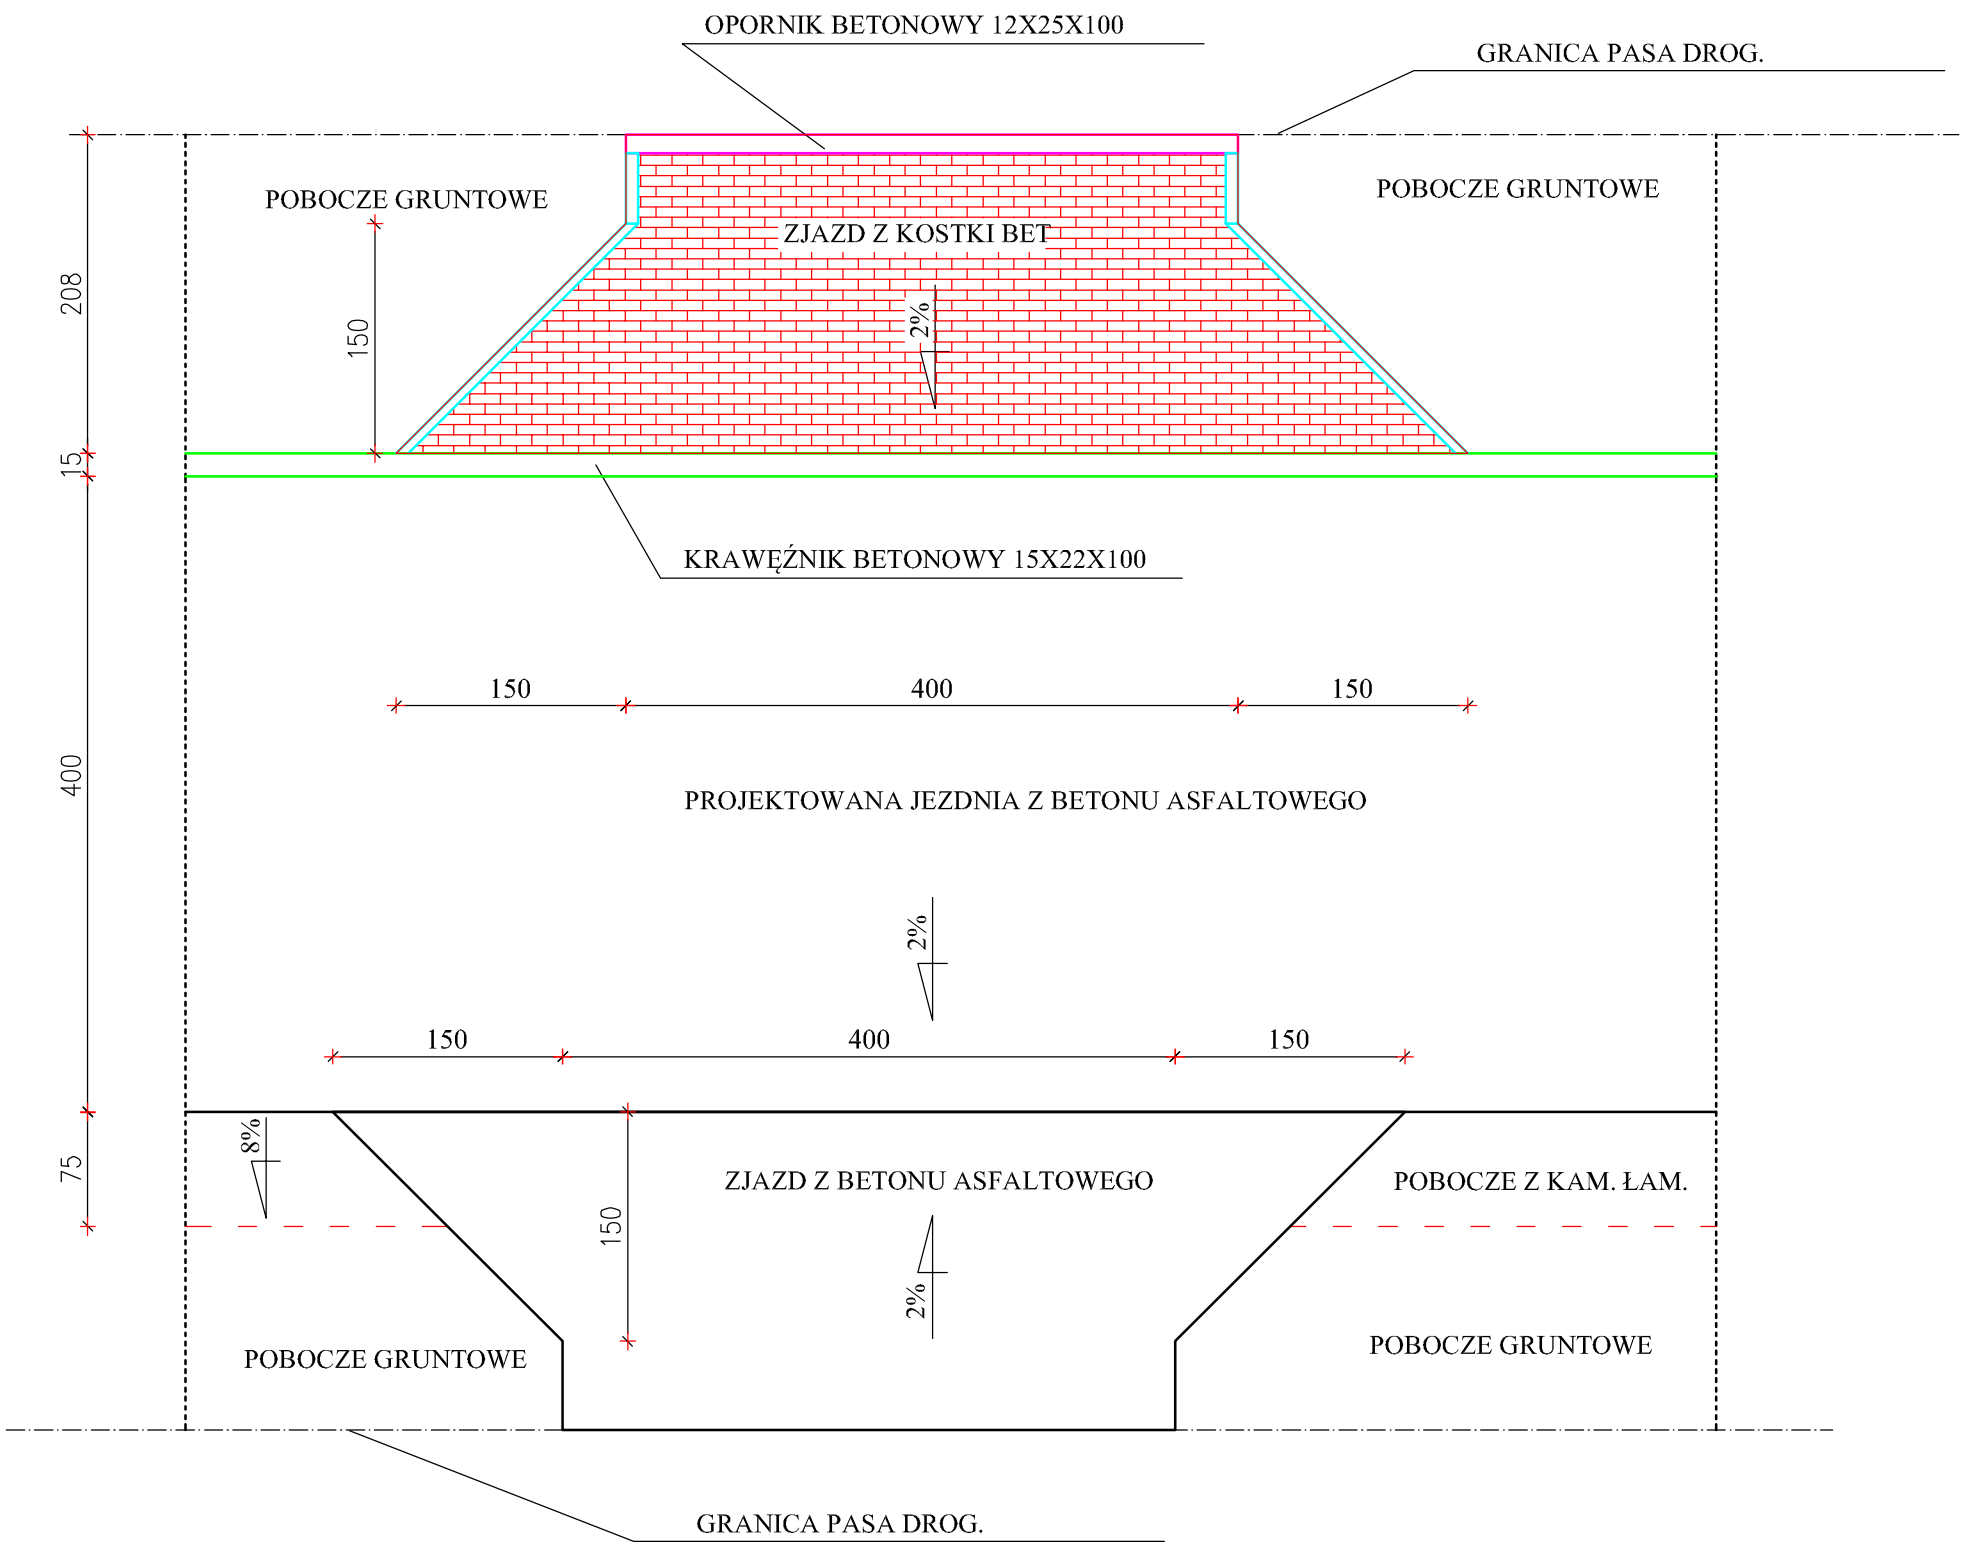 OPORNIK BETONOWY 12X25X100
GRANICA PASA DROG.
POBOCZE GRUNTOWE
POBOCZE GRUNTOWE
ZJAZD Z KOSTKI BET
208
150
2%
15
KRAWĘŹNIK BETONOWY 15X22X100
150
400
150
400
PROJEKTOWANA JEZDNIA Z BETONU ASFALTOWEGO
2%
150
400
150
8%
75
ZJAZD Z BETONU ASFALTOWEGO
POBOCZE Z KAM. ŁAM.
150
2%
POBOCZE GRUNTOWE
POBOCZE GRUNTOWE
GRANICA PASA DROG.